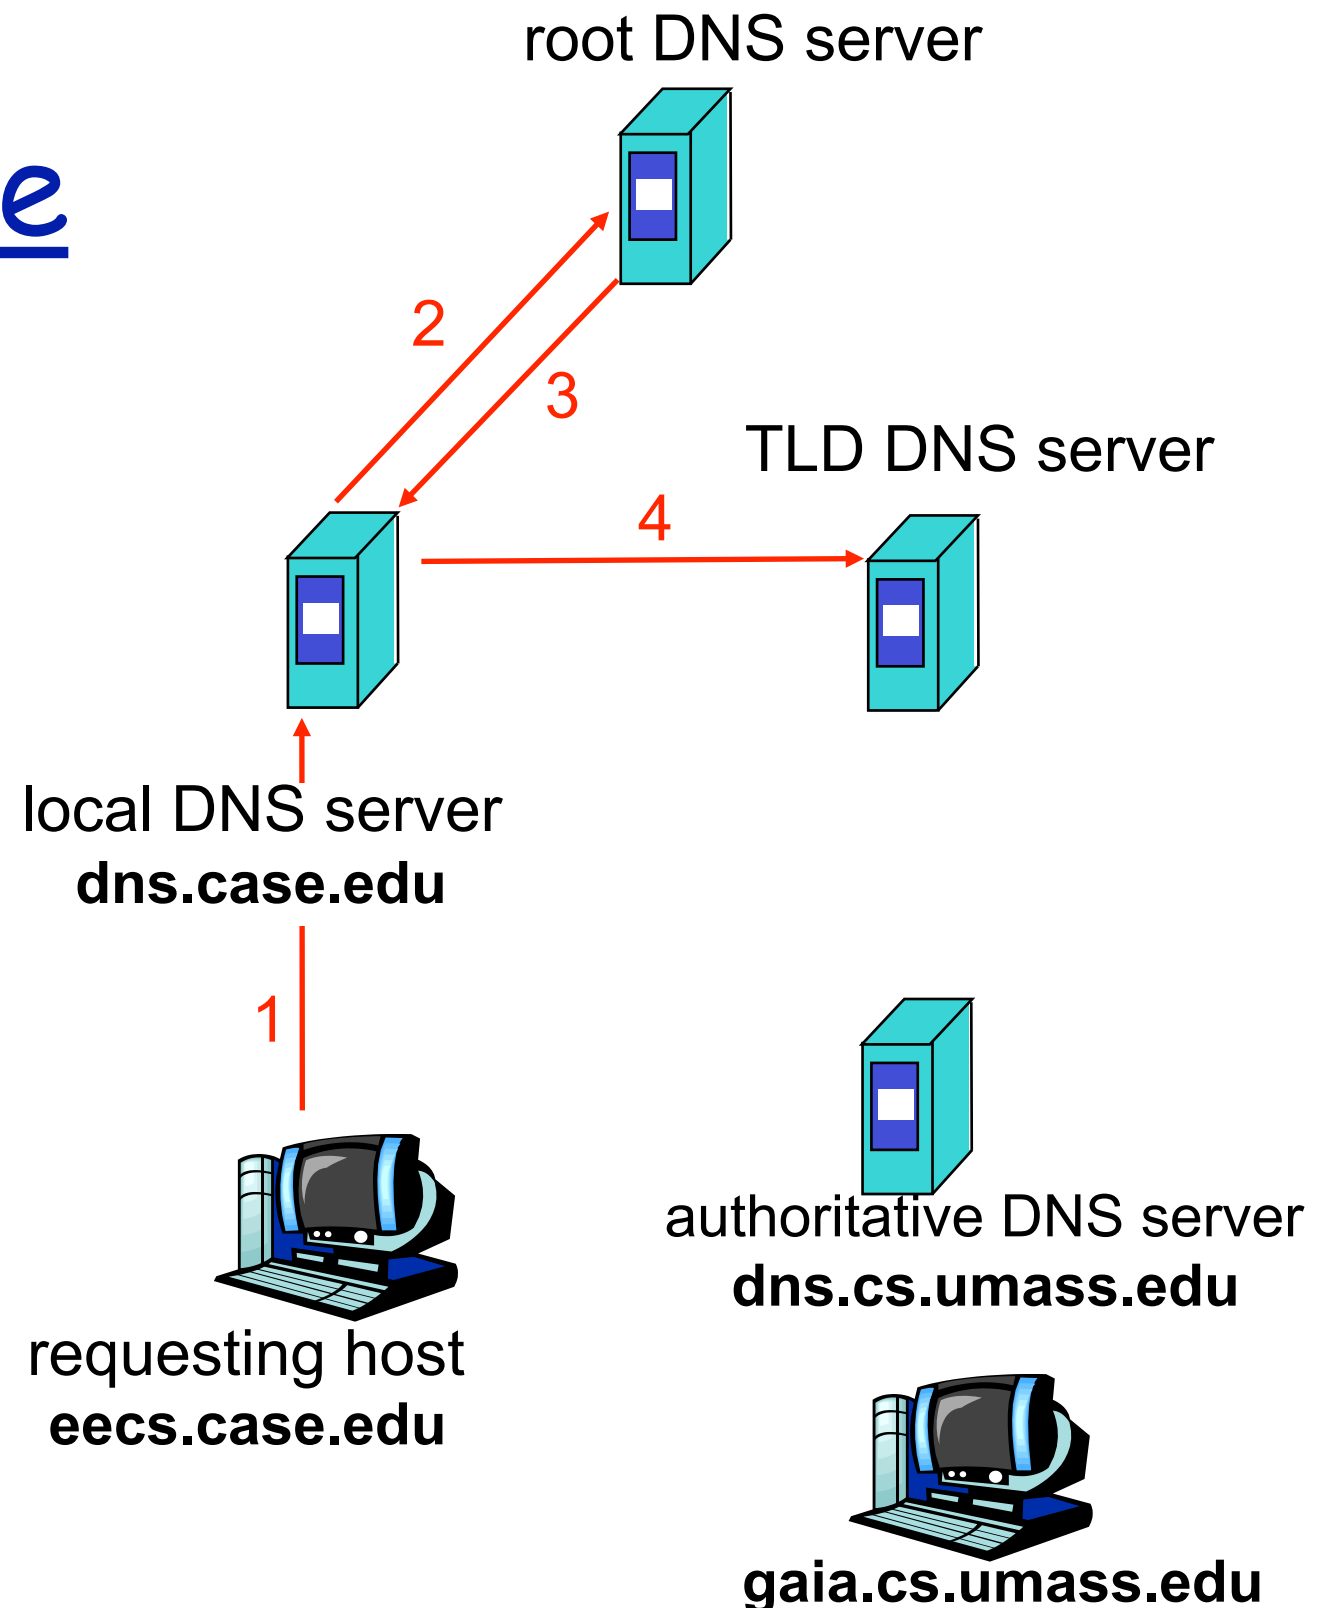 root DNS server
e
2
3
TLD DNS server
4
local DNS server
dns.case.edu
1
authoritative DNS server
dns.cs.umass.edu
requesting host
eecs.case.edu
gaia.cs.umass.edu